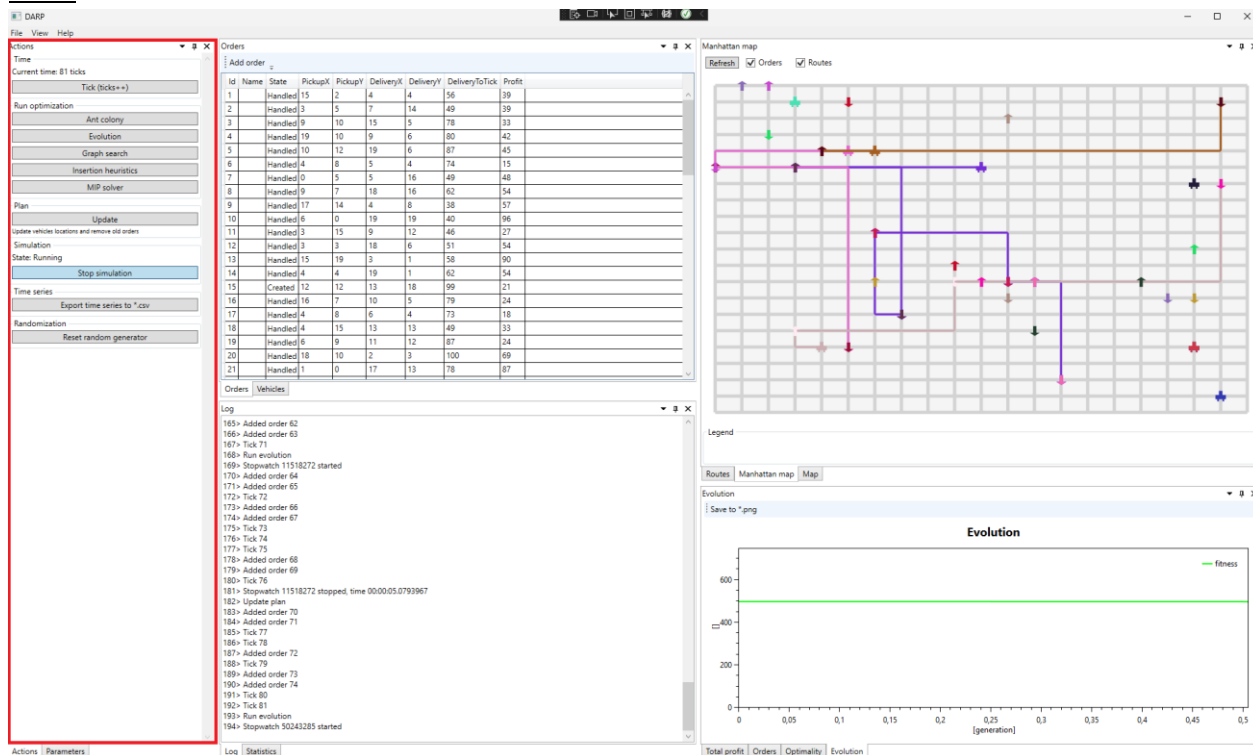 DARP
File View Help
Actions
Time
Current time: 81 ticks
Tick (ticks++)
Run optimization
Ant colony
Evolution
Graph search
Insertion heuristics
MIP solver
Plan
Update
Update vehicles locations and remove old orders
Simulation
State: Running
Stop simulation
Time series
Export time series to *.csv
Randomization
Reset random generator
Actions Parameters
Orders
Add order
Id Name State PickupX PickupY DeliveryX DeliveryY DeliveryToTick Profit
1 Handled 15 2 4 4 56 39
2 Handled 3 5 7 14 49 39
3 Handled 9 10 15 5 78 33
4 Handled 19 10 9 6 80 42
5 Handled 10 12 19 6 87 45
6 Handled 4 8 5 4 74 15
7 Handled 0 5 5 16 49 48
8 Handled 9 7 18 16 62 54
9 Handled 17 14 4 8 38 57
10 Handled 6 0 19 19 40 96
11 Handled 3 15 9 12 46 27
12 Handled 3 3 18 6 51 54
13 Handled 15 19 3 1 58 90
14 Handled 4 4 19 1 62 54
15 Created 12 12 13 18 99 21
16 Handled 16 7 10 5 79 24
17 Handled 4 8 6 4 73 18
18 Handled 4 15 13 13 49 33
19 Handled 6 9 11 12 87 24
20 Handled 18 10 2 3 100 69
21 Handled 1 0 17 13 78 87
Orders Vehicles
Log
165> Added order 62
166> Added order 63
167> Tick 71
168> Run evolution
169> Stopwatch 11518272 started
170> Added order 64
171> Added order 65
172> Tick 72
173> Added order 66
174> Added order 67
175> Tick 73
176> Tick 74
177> Tick 75
178> Added order 68
179> Added order 69
180> Tick 76
181> Stopwatch 11518272 stopped, time 00:00:05.0793967
182> Update plan
183> Added order 70
184> Added order 71
185> Tick 77
186> Tick 78
187> Added order 72
188> Tick 79
189> Added order 73
190> Added order 74
191> Tick 80
192> Tick 81
193> Run evolution
194> Stopwatch 50243285 started
Log Statistics
Manhattan map
Refresh Orders Routes
Legend
Routes Manhattan map Map
Evolution
Save to *.png
Evolution
fitness
600
400
200
0
[]
0 0,05 0,1 0,15 0,2 0,25 0,3 0,35 0,4 0,45 0,5
[generation]
Total profit Orders Optimality Evolution